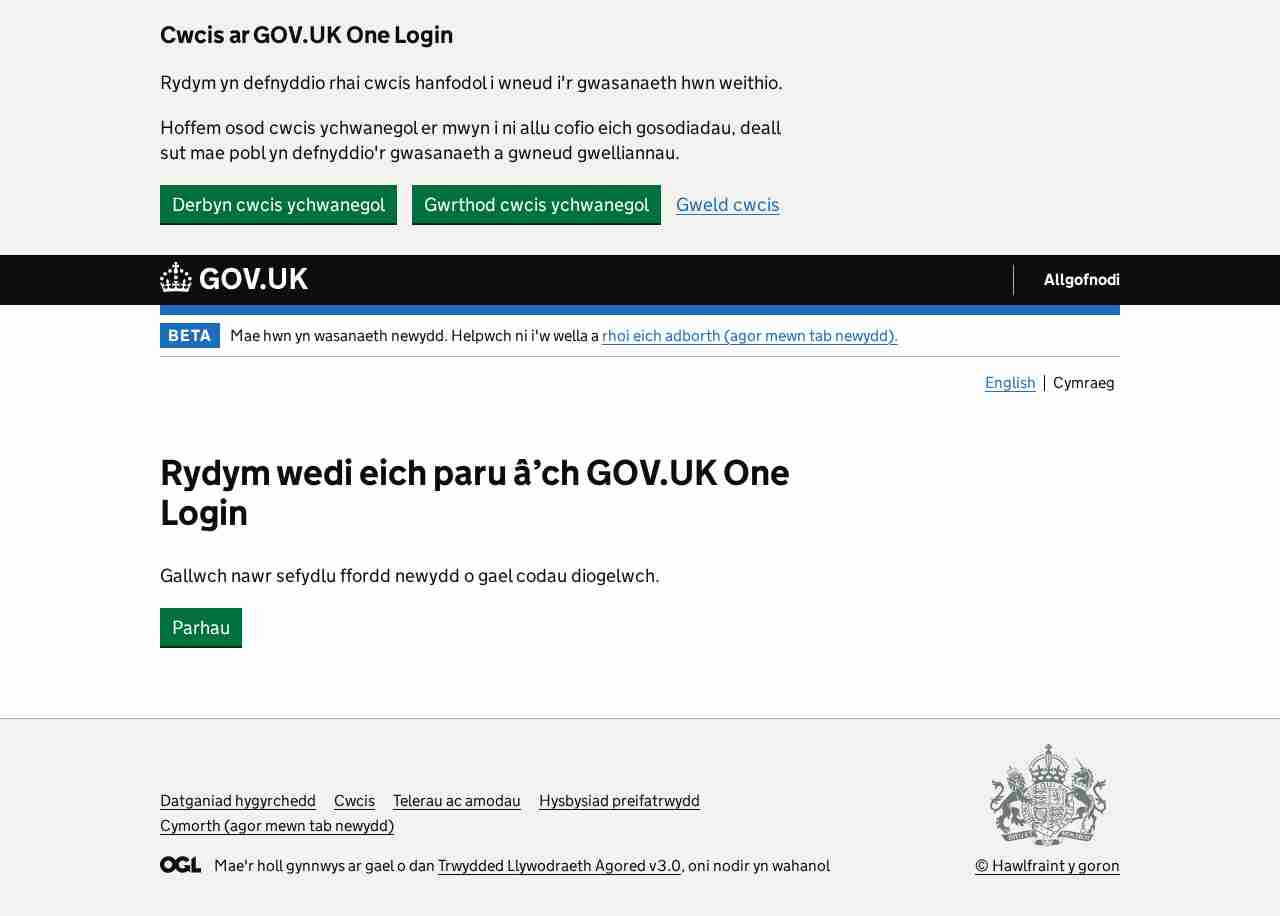 Cwcis ar GOV.UK One Login
Rydym yn defnyddio rhai cwcis hanfodol i wneud i'r gwasanaeth hwn weithio.
Hoffem osod cwcis ychwanegol er mwyn i ni allu cofio eich gosodiadau, deall
sut mae pobl yn defnyddio'r gwasanaeth a gwneud gwelliannau.
Derbyn cwcis ychwanegol Gwrthod cwcis ychwanegol Gweld cwcis
GOV.UK Allgofnodi
BETA Mae hwn yn wasanaeth newydd. Helpwch ni i'w wella a rhoi eich adborth (agor mewn tab newydd).
English Cymraeg
Rydym wedi eich paru â’ch GOV.UK One
Login
Gallwch nawr sefydlu ffordd newydd o gael codau diogelwch.
Parhau
Datganiad hygyrchedd Cwcis Telerau ac amodau Hysbysiad preifatrwydd
Cymorth (agor mewn tab newydd)
OGL Mae'r holl gynnwys ar gael o dan Trwydded Llywodraeth Agored v3.0, oni nodir yn wahanol
© Hawlfraint y goron